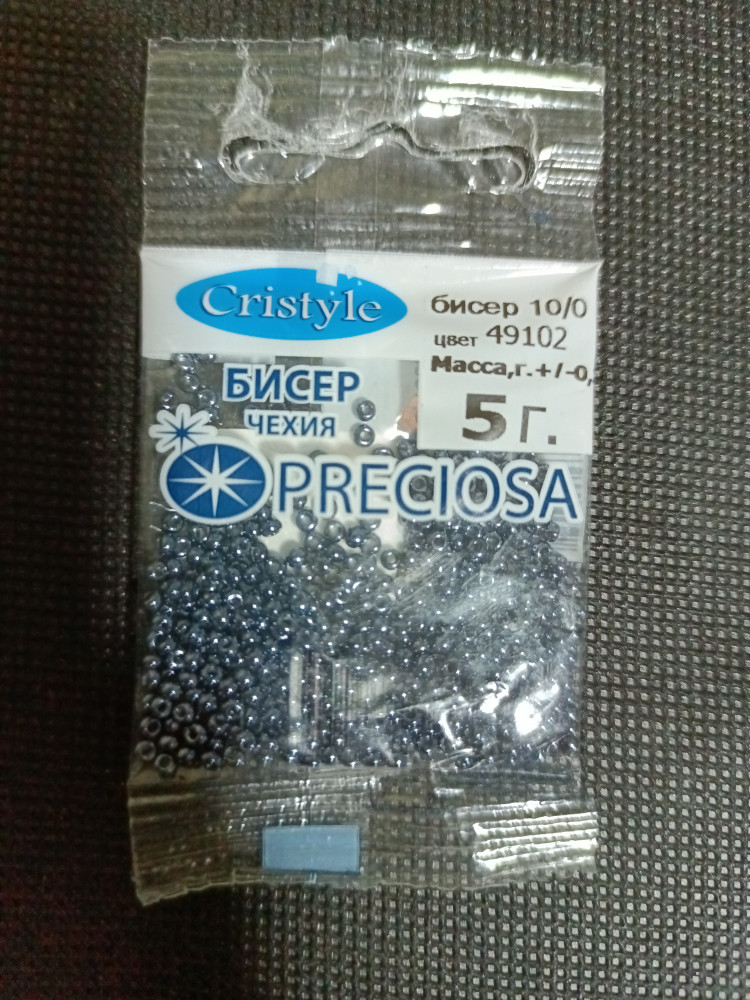 Cristyle
бисер 10/0
цвет 49102
Масса,г.+/-0,
5 г.
БИСЕР
ЧЕХИЯ
PRECIOSA